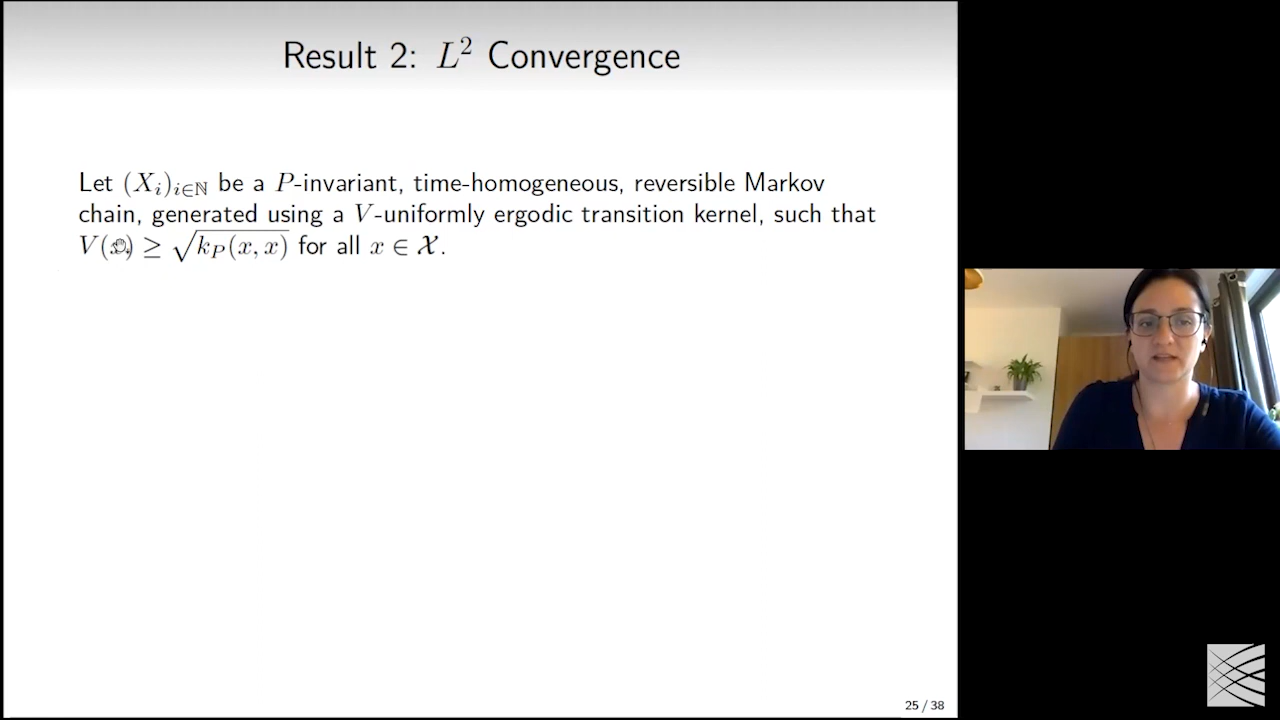 Result 2: L² Convergence
Let (Xᵢ)ᵢ∈ℕ be a P-invariant, time-homogeneous, reversible Markov
chain, generated using a V-uniformly ergodic transition kernel, such that
V(x) ≥ √k_P(x, x) for all x ∈ 𝒳.
25 / 38